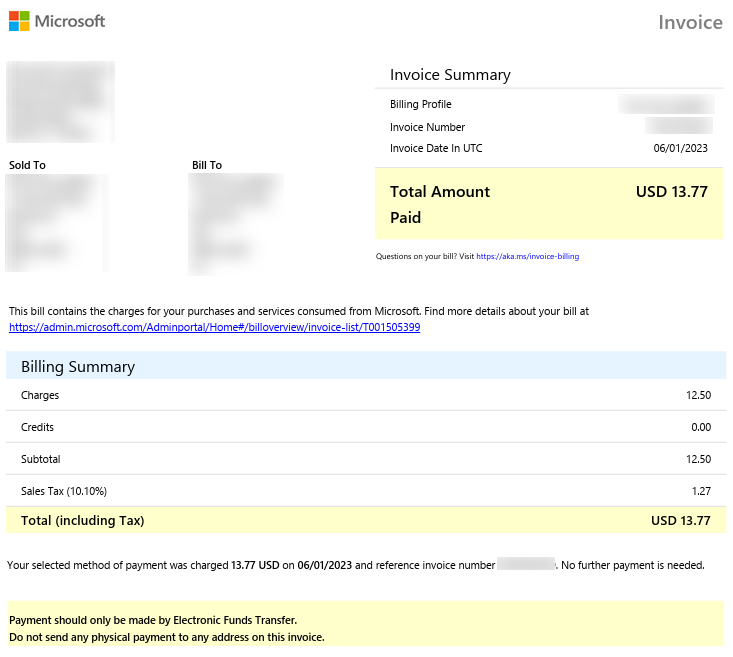 Microsoft
Invoice
Invoice Summary
Billing Profile
Invoice Number
Invoice Date In UTC 06/01/2023
Sold To
Bill To
Total Amount USD 13.77
Paid
Questions on your bill? Visit https://aka.ms/invoice-billing
This bill contains the charges for your purchases and services consumed from Microsoft. Find more details about your bill at
https://admin.microsoft.com/Adminportal/Home#/billoverview/invoice-list/T001505399
Billing Summary
Charges 12.50
Credits 0.00
Subtotal 12.50
Sales Tax (10.10%) 1.27
Total (including Tax) USD 13.77
Your selected method of payment was charged 13.77 USD on 06/01/2023 and reference invoice number . No further payment is needed.
Payment should only be made by Electronic Funds Transfer.
Do not send any physical payment to any address on this invoice.